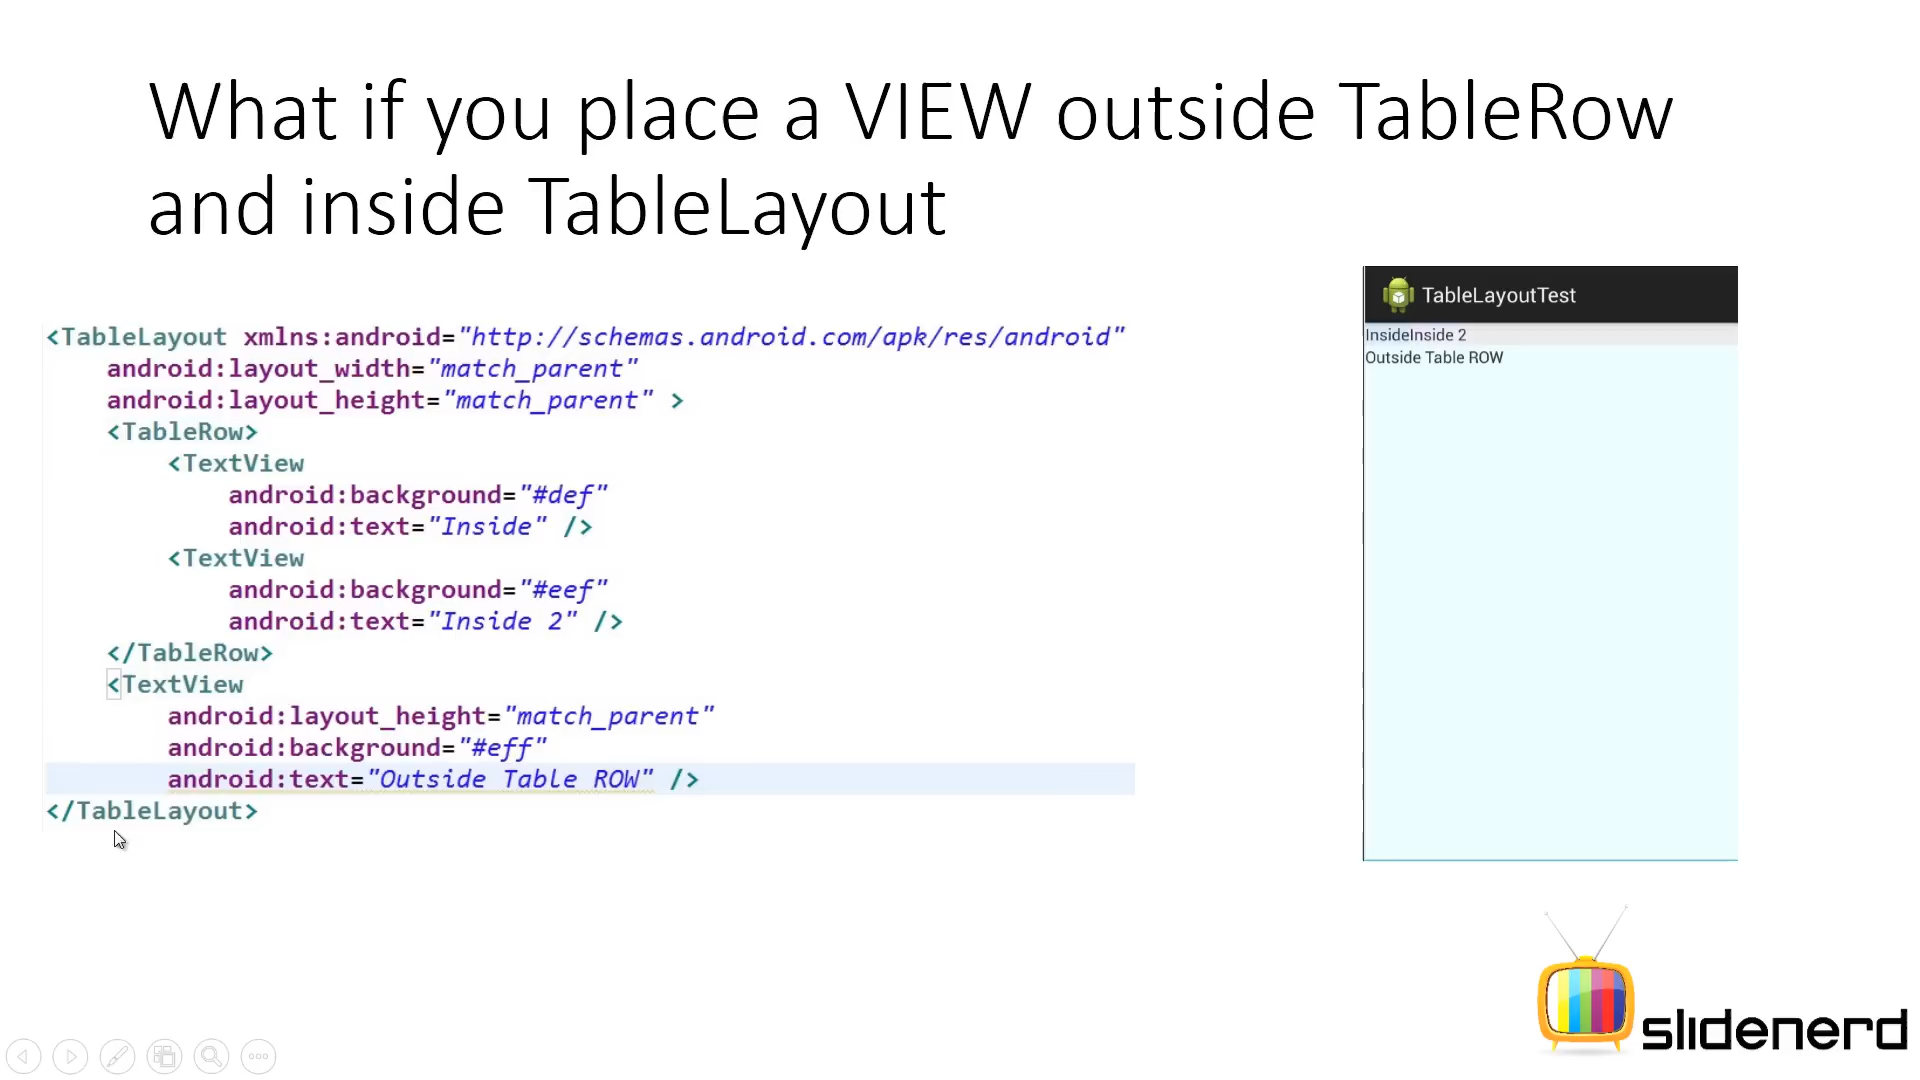 What if you place a VIEW outside TableRow
and inside TableLayout
<TableLayout xmlns:android="http://schemas.android.com/apk/res/android"
android:layout_width="match_parent"
android:layout_height="match_parent" >
<TableRow>
<TextView
android:background="#def"
android:text="Inside" />
<TextView
android:background="#eef"
android:text="Inside 2" />
</TableRow>
<TextView
android:layout_height="match_parent"
android:background="#eff"
android:text="Outside Table ROW" />
</TableLayout>
TableLayoutTest
InsideInside 2
Outside Table ROW
slidenerd